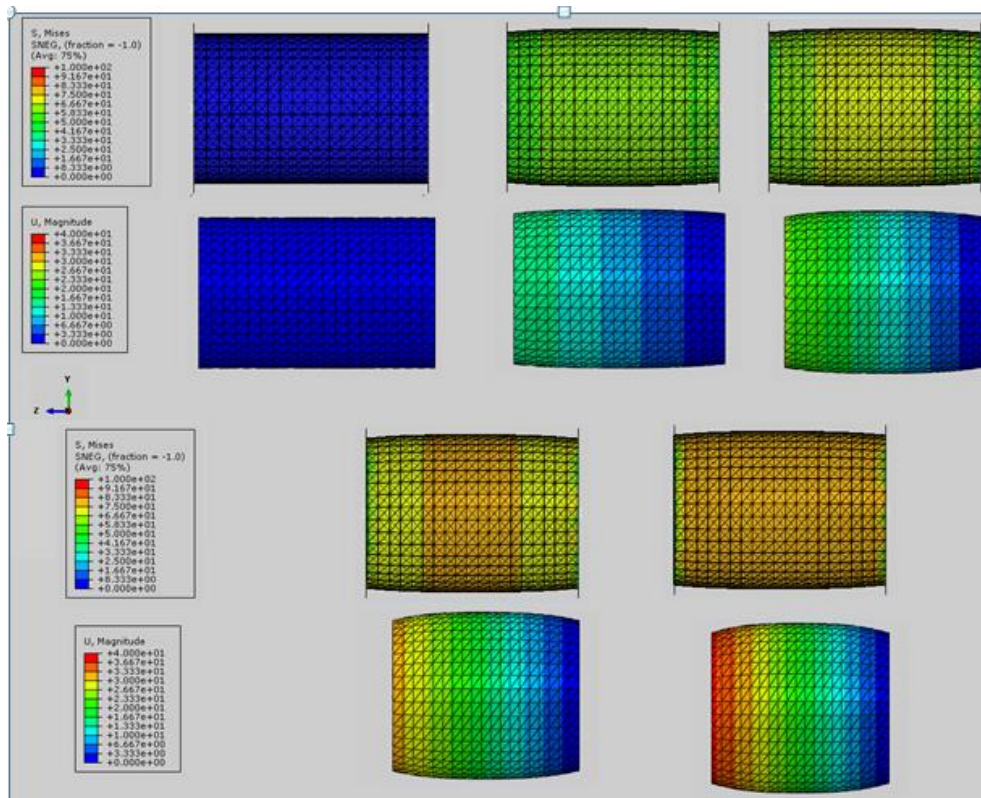 S, Mises
SNEG, (fraction = -1.0)
(Avg: 75%)
+1.000e+02
+9.167e+01
+8.333e+01
+7.500e+01
+6.667e+01
+5.833e+01
+5.000e+01
+4.167e+01
+3.333e+01
+2.500e+01
+1.667e+01
+8.333e+00
+0.000e+00
U, Magnitude
+4.000e+01
+3.667e+01
+3.333e+01
+3.000e+01
+2.667e+01
+2.333e+01
+2.000e+01
+1.667e+01
+1.333e+01
+1.000e+01
+6.667e+00
+3.333e+00
+0.000e+00
Y
Z
S, Mises
SNEG, (fraction = -1.0)
(Avg: 75%)
+1.000e+02
+9.167e+01
+8.333e+01
+7.500e+01
+6.667e+01
+5.833e+01
+5.000e+01
+4.167e+01
+3.333e+01
+2.500e+01
+1.667e+01
+8.333e+00
+0.000e+00
U, Magnitude
+4.000e+01
+3.667e+01
+3.333e+01
+3.000e+01
+2.667e+01
+2.333e+01
+2.000e+01
+1.667e+01
+1.333e+01
+1.000e+01
+6.667e+00
+3.333e+00
+0.000e+00